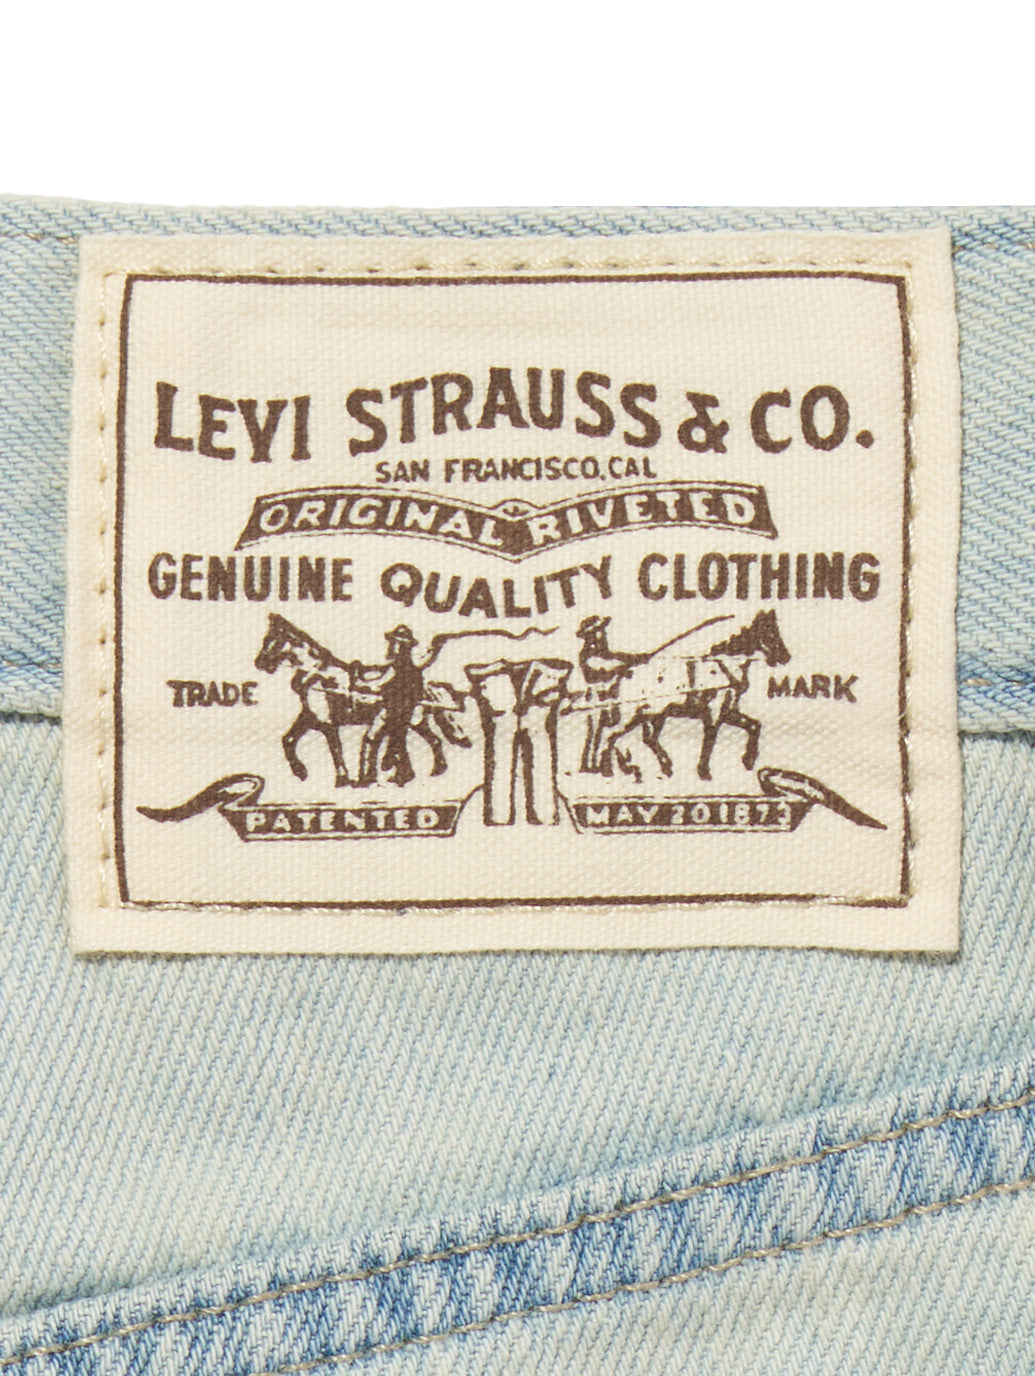 LEVI STRAUSS & CO.
SAN FRANCISCO, CAL
ORIGINAL RIVETED
GENUINE QUALITY CLOTHING
TRADE MARK
PATENTED MAY 20 1873